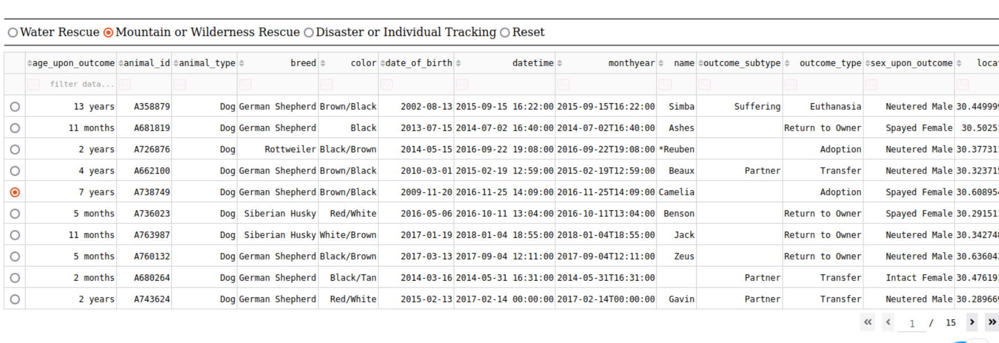 Water Rescue Mountain or Wilderness Rescue Disaster or Individual Tracking Reset
age_upon_outcome animal_id animal_type breed color date_of_birth datetime monthyear name outcome_subtype outcome_type sex_upon_outcome
Aa filter data... Aa Aa Aa Aa Aa Aa Aa Aa Aa Aa Aa Aa
13 years A358879 Dog German Shepherd Brown/Black 2002-08-13 2015-09-15 16:22:00 2015-09-15T16:22:00 Simba Suffering Euthanasia Neutered Male 30.449999
11 months A681819 Dog German Shepherd Black 2013-07-15 2014-07-02 16:40:00 2014-07-02T16:40:00 Ashes Return to Owner Spayed Female 30.5025
2 years A726876 Dog Rottweiler Black/Brown 2014-05-15 2016-09-22 19:08:00 2016-09-22T19:08:00 *Reuben Adoption Neutered Male 30.37731
4 years A662100 Dog German Shepherd Brown/Black 2010-03-01 2015-02-19 12:59:00 2015-02-19T12:59:00 Beaux Partner Transfer Neutered Male 30.32371
7 years A738749 Dog German Shepherd Brown/Black 2009-11-20 2016-11-25 14:09:00 2016-11-25T14:09:00 Camelia Adoption Spayed Female 30.60895
5 months A736023 Dog Siberian Husky Red/White 2016-05-06 2016-10-11 13:04:00 2016-10-11T13:04:00 Benson Return to Owner Spayed Female 30.29151
11 months A763987 Dog Siberian Husky White/Brown 2017-01-19 2018-01-04 18:55:00 2018-01-04T18:55:00 Jack Return to Owner Neutered Male 30.34274
5 months A760132 Dog German Shepherd Black/Brown 2017-03-13 2017-09-04 12:11:00 2017-09-04T12:11:00 Zeus Return to Owner Neutered Male 30.63604
2 months A680264 Dog German Shepherd Black/Tan 2014-03-16 2014-05-31 16:31:00 2014-05-31T16:31:00 Partner Transfer Intact Female 30.47619
2 years A743624 Dog German Shepherd Red/White 2015-02-13 2017-02-14 00:00:00 2017-02-14T00:00:00 Gavin Partner Transfer Neutered Male 30.28966
« ‹ 1 / 15 › »